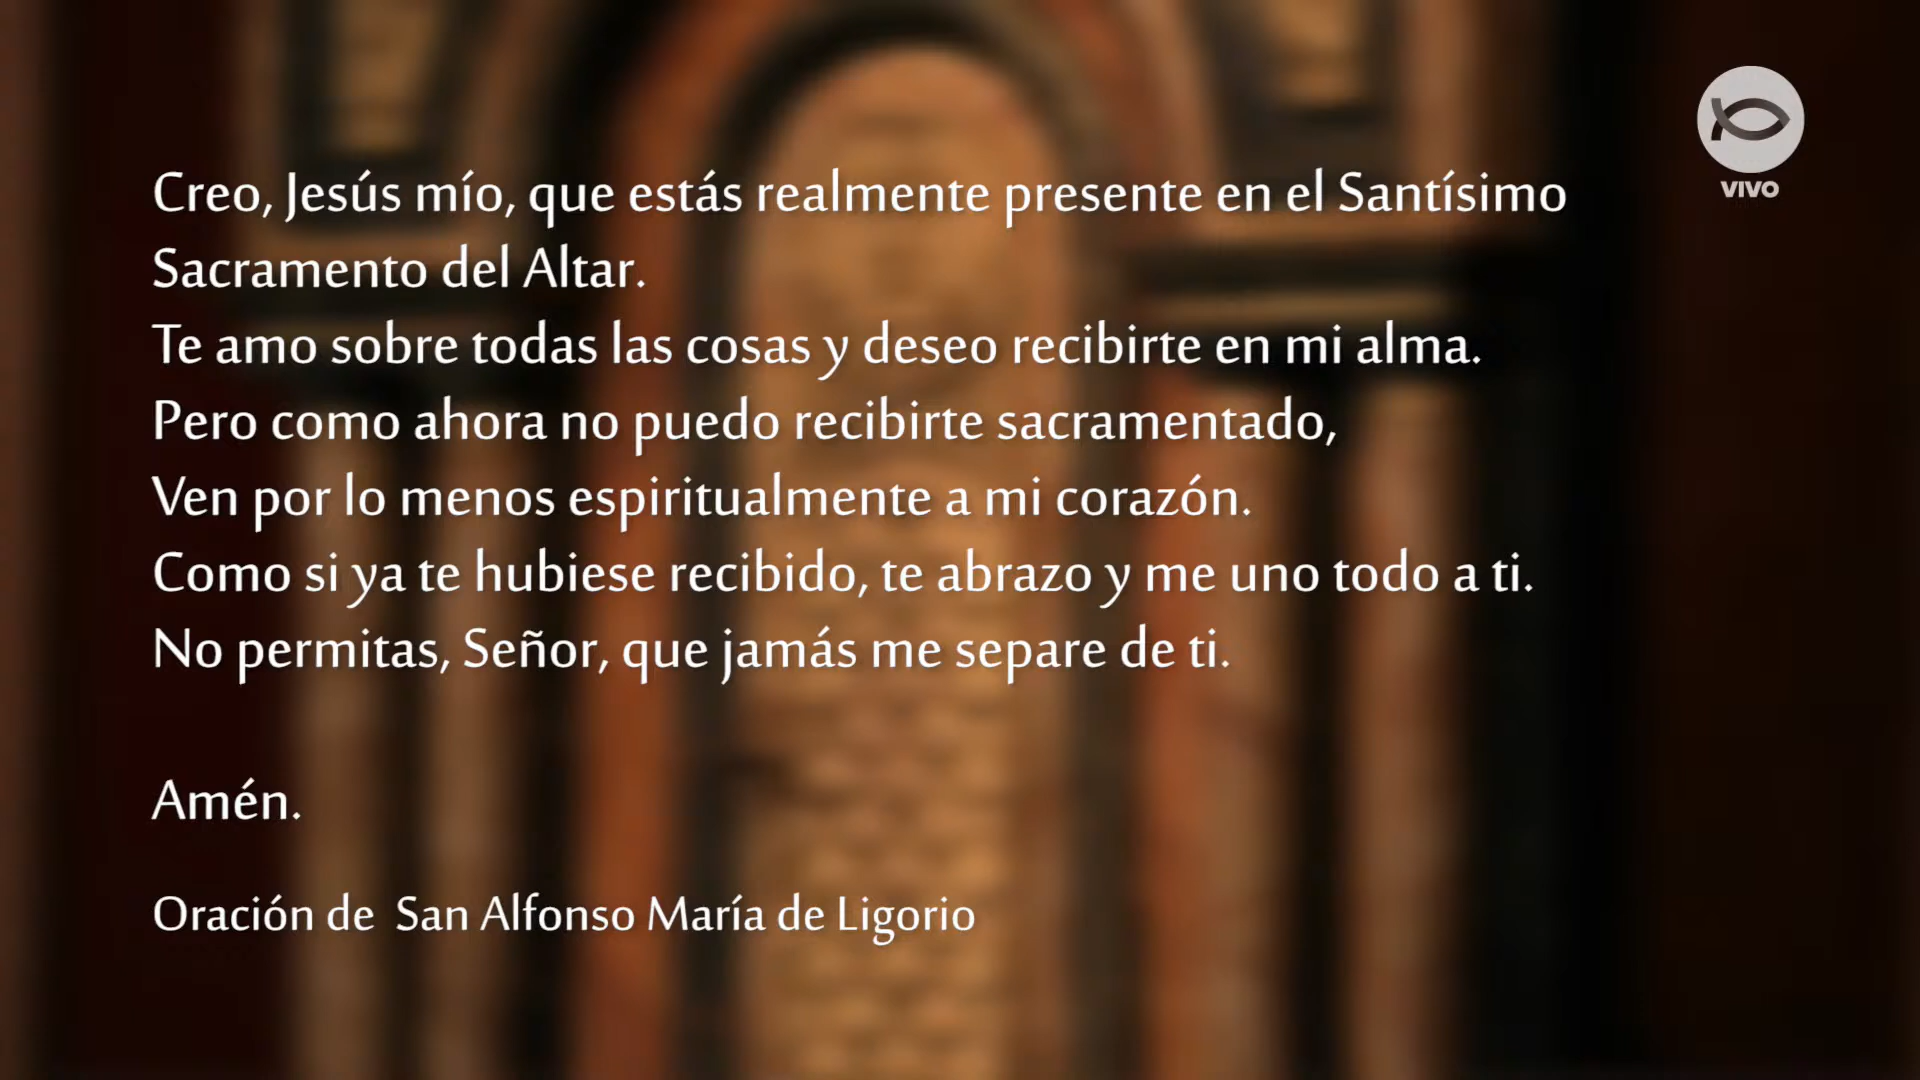 VIVO
Creo, Jesús mío, que estás realmente presente en el Santísimo
Sacramento del Altar.
Te amo sobre todas las cosas y deseo recibirte en mi alma.
Pero como ahora no puedo recibirte sacramentado,
Ven por lo menos espiritualmente a mi corazón.
Como si ya te hubiese recibido, te abrazo y me uno todo a ti.
No permitas, Señor, que jamás me separe de ti.
Amén.
Oración de  San Alfonso María de Ligorio